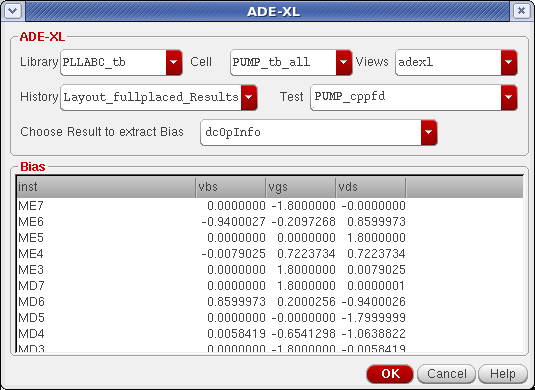 ADE-XL
ADE-XL
Library PLLABC_tb Cell PUMP_tb_all Views adexl
History Layout_fullplaced_Results Test PUMP_cppfd
Choose Result to extract Bias dcOpInfo
Bias
inst vbs vgs vds
ME7 0.0000000 -1.8000000 -0.0000000
ME6 -0.9400027 -0.2097268 0.8599973
ME5 0.0000000 0.0000000 1.8000000
ME4 -0.0079025 0.7223734 0.7223734
ME3 0.0000000 1.8000000 0.0079025
MD7 0.0000000 1.8000000 0.0000001
MD6 0.8599973 0.2000256 -0.9400026
MD5 0.0000000 -0.0000000 -1.7999999
MD4 0.0058419 -0.6541298 -1.0638822
MD3 0.0000000 -1.8000000 -0.0058419
OK Cancel Help